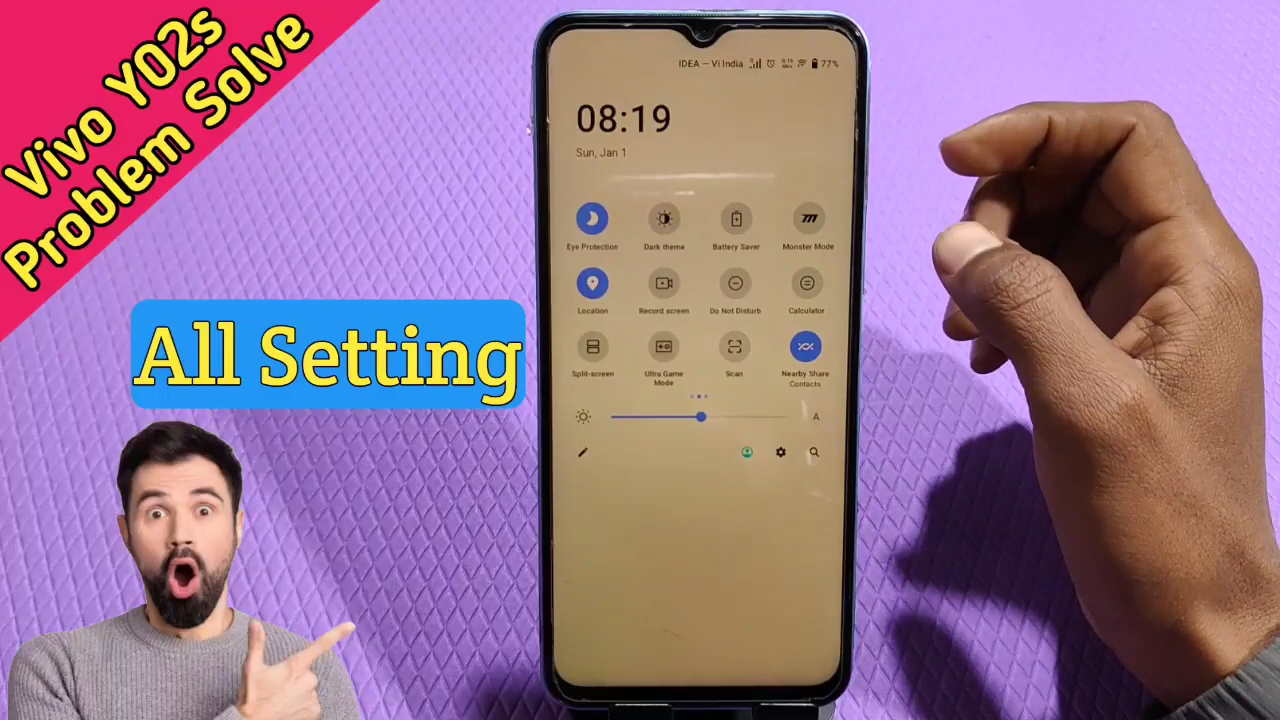 Vivo Y02s
Problem Solve
All Setting
IDEA — Vi India
77%
08:19
Sun, Jan 1
Eye Protection
Dark theme
Battery Saver
Monster Mode
Location
Record screen
Do Not Disturb
Calculator
Split-screen
Ultra Game
Mode
Scan
Nearby Share
Contacts
A